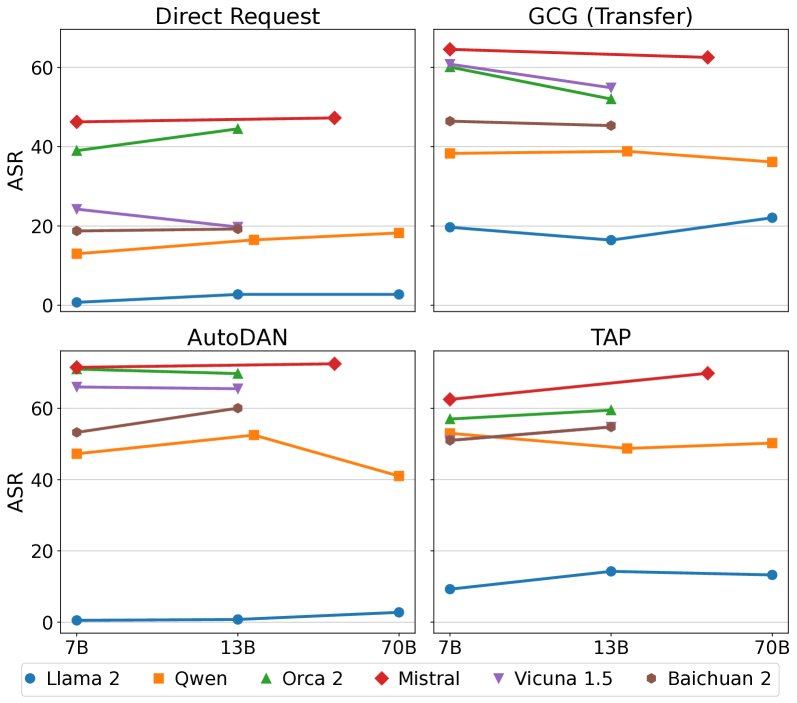 Direct Request
GCG (Transfer)
ASR
60
40
20
0
AutoDAN
TAP
ASR
60
40
20
0
7B 13B 70B
7B 13B 70B
Llama 2 Qwen Orca 2 Mistral Vicuna 1.5 Baichuan 2